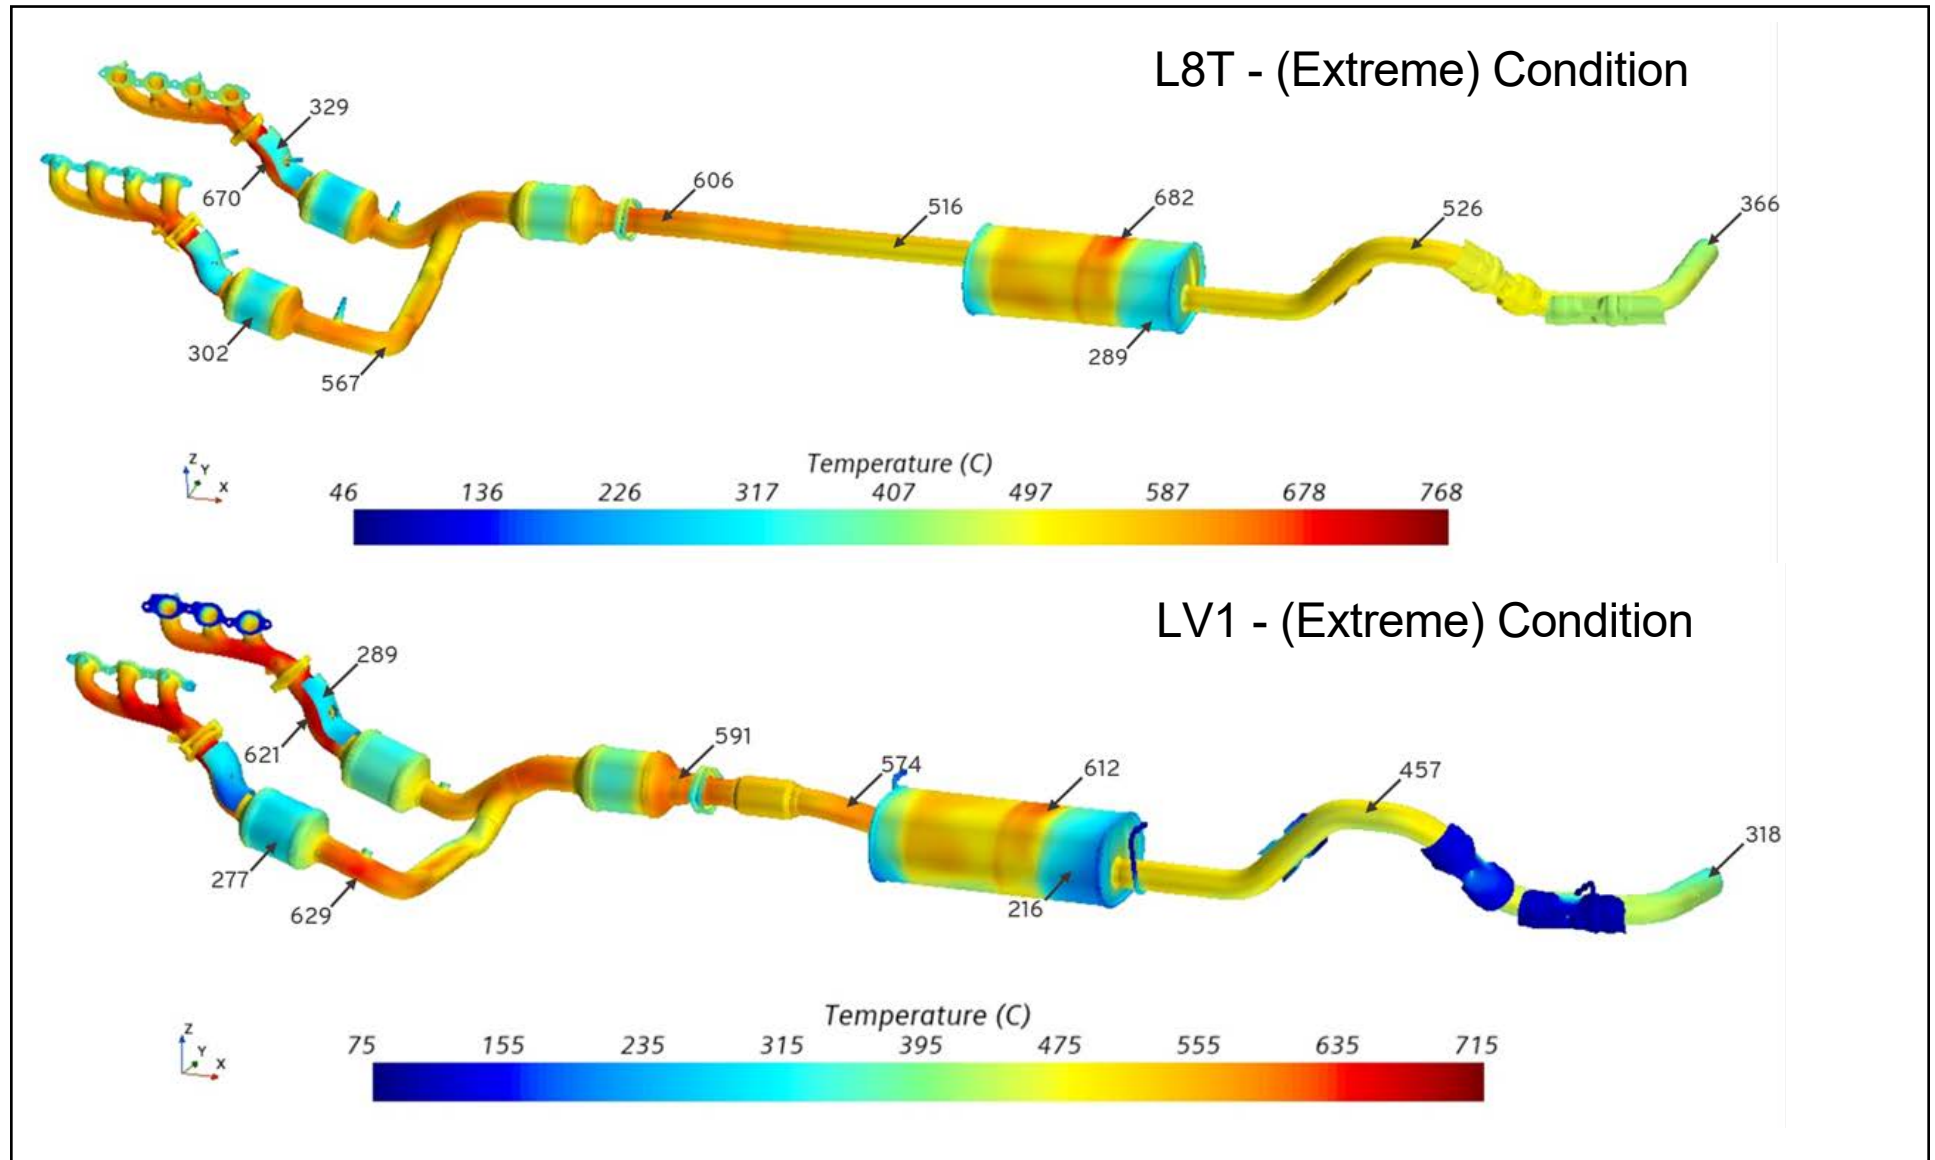 L8T - (Extreme) Condition
329
670
606
516
682
526
366
302
567
289
Z
Y
X
Temperature (C)
46 136 226 317 407 497 587 678 768
LV1 - (Extreme) Condition
289
621
591
574
612
457
318
277
629
216
Z
Y
X
Temperature (C)
75 155 235 315 395 475 555 635 715